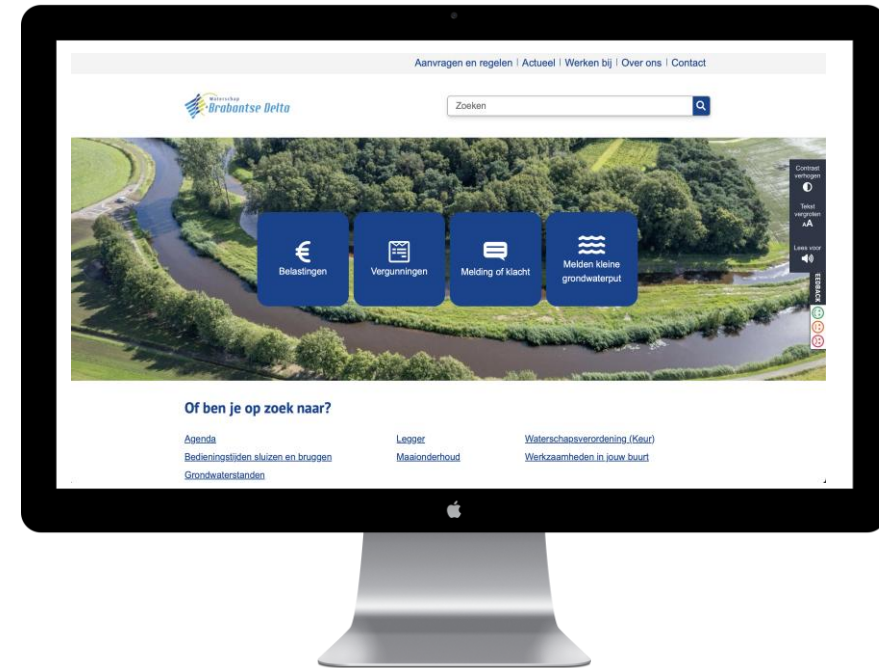 Aanvragen en regelen | Actueel | Werken bij | Over ons | Contact
Waterschap
Brabantse Delta
Zoeken
Contrast
verhogen
Tekst
vergroten
AA
Lees voor
EEDBACK
€
Belastingen
Vergunningen
Melding of klacht
Melden kleine
grondwaterput
Of ben je op zoek naar?
Agenda
Legger
Waterschapsverordening (Keur)
Bedieningstijden sluizen en bruggen
Maaionderhoud
Werkzaamheden in jouw buurt
Grondwaterstanden